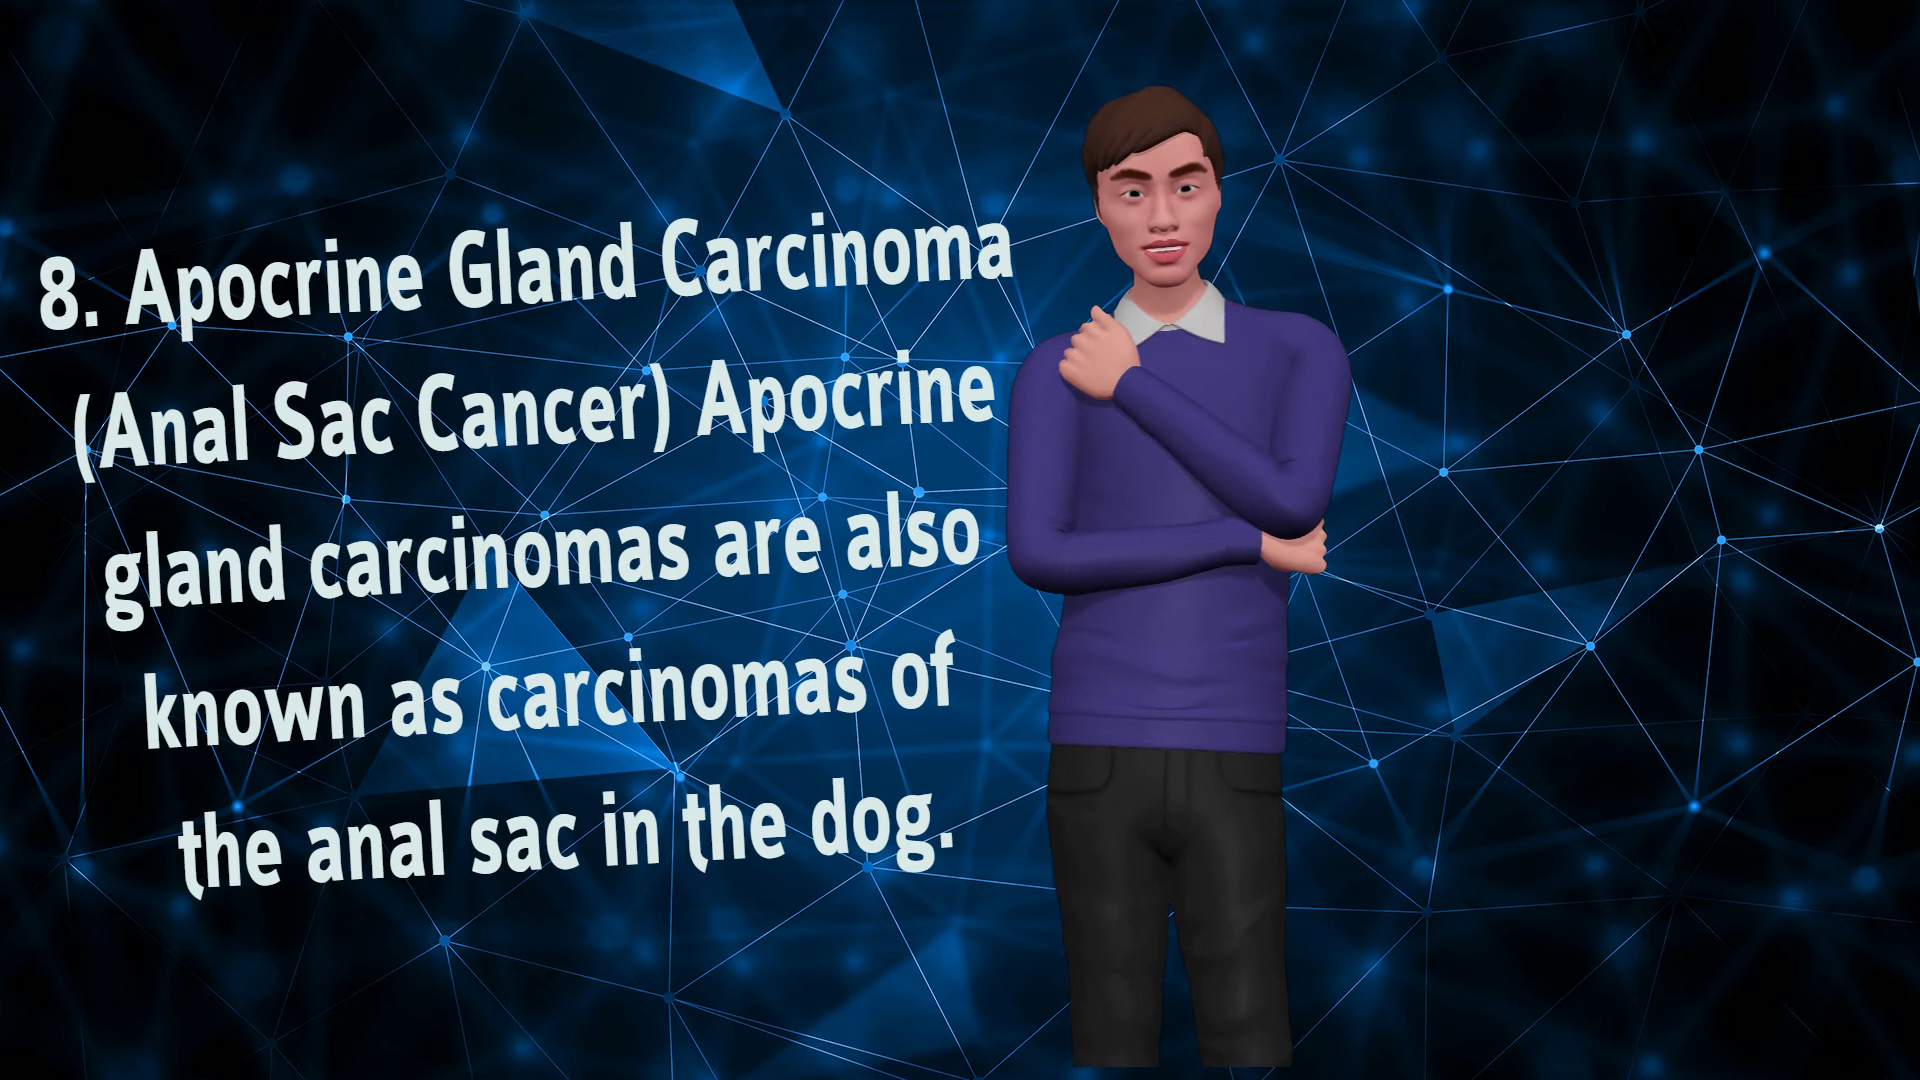 8. Apocrine Gland Carcinoma
(Anal Sac Cancer) Apocrine
gland carcinomas are also
known as carcinomas of
the anal sac in the dog.